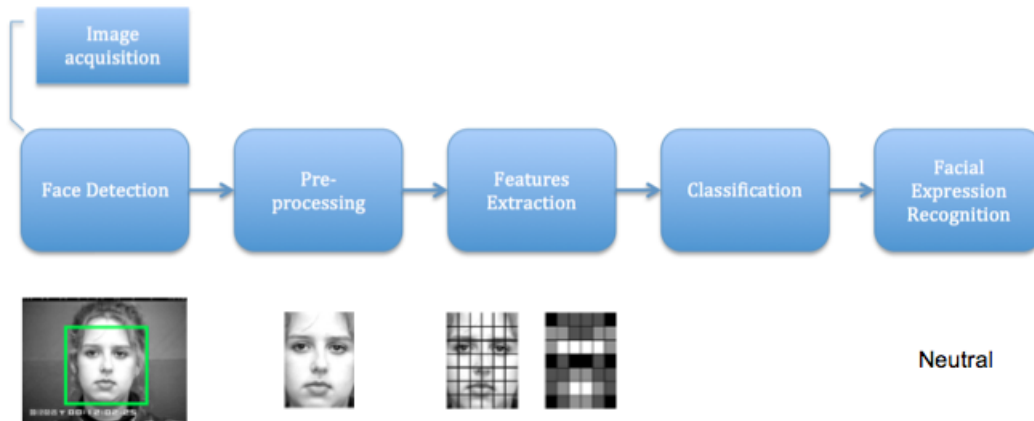 Image
acquisition
Face Detection
Pre-
processing
Features
Extraction
Classification
Facial
Expression
Recognition
Neutral